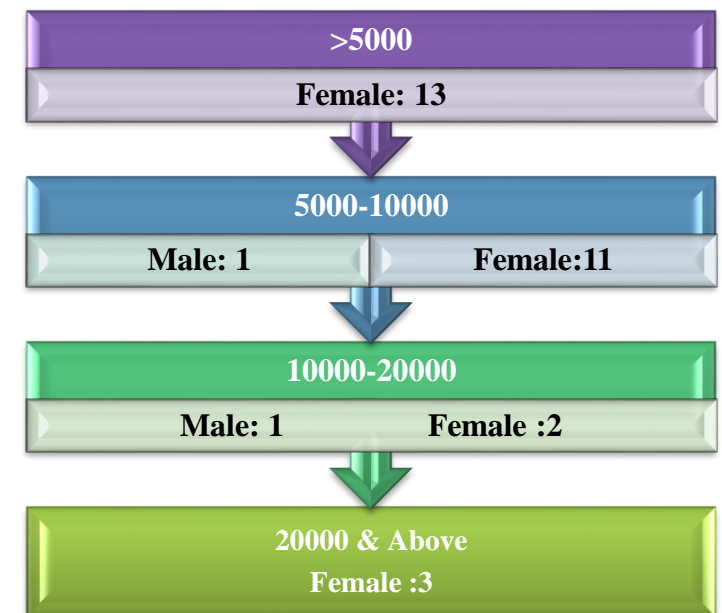 >5000
Female: 13
5000-10000
Male: 1 Female:11
10000-20000
Male: 1 Female :2
20000 & Above
Female :3